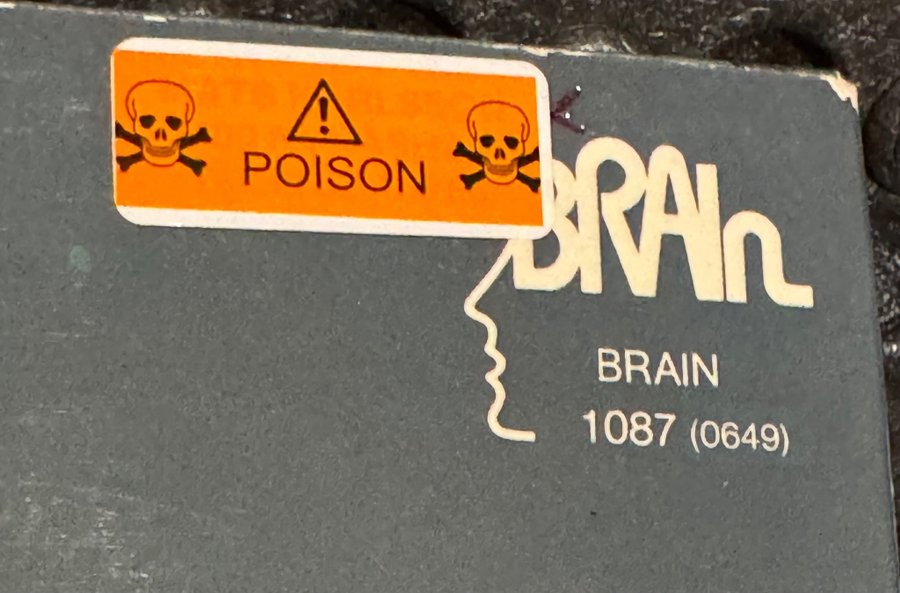 POISON
BRAIn
BRAIN
1087 (0649)